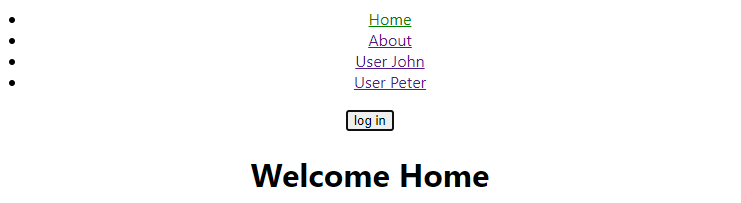 Home
About
User John
User Peter
log in
Welcome Home